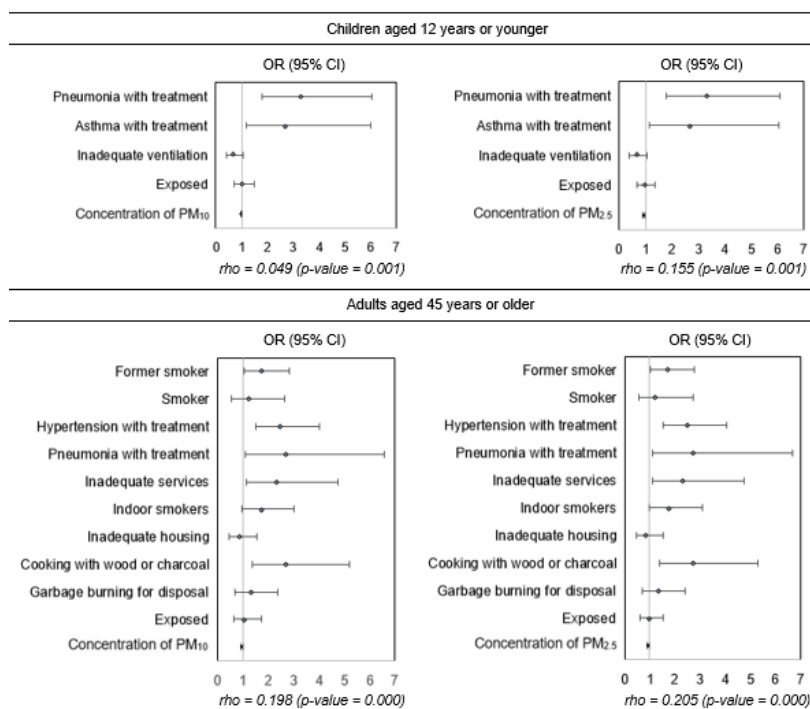 Children aged 12 years or younger
OR (95% CI)
Pneumonia with treatment
Asthma with treatment
Inadequate ventilation
Exposed
Concentration of PM10
0 1 2 3 4 5 6 7
rho = 0.049 (p-value = 0.001)
OR (95% CI)
Pneumonia with treatment
Asthma with treatment
Inadequate ventilation
Exposed
Concentration of PM2.5
0 1 2 3 4 5 6 7
rho = 0.155 (p-value = 0.001)
Adults aged 45 years or older
OR (95% CI)
Former smoker
Smoker
Hypertension with treatment
Pneumonia with treatment
Inadequate services
Indoor smokers
Inadequate housing
Cooking with wood or charcoal
Garbage burning for disposal
Exposed
Concentration of PM10
0 1 2 3 4 5 6 7
rho = 0.198 (p-value = 0.000)
OR (95% CI)
Former smoker
Smoker
Hypertension with treatment
Pneumonia with treatment
Inadequate services
Indoor smokers
Inadequate housing
Cooking with wood or charcoal
Garbage burning for disposal
Exposed
Concentration of PM2.5
0 1 2 3 4 5 6 7
rho = 0.205 (p-value = 0.000)